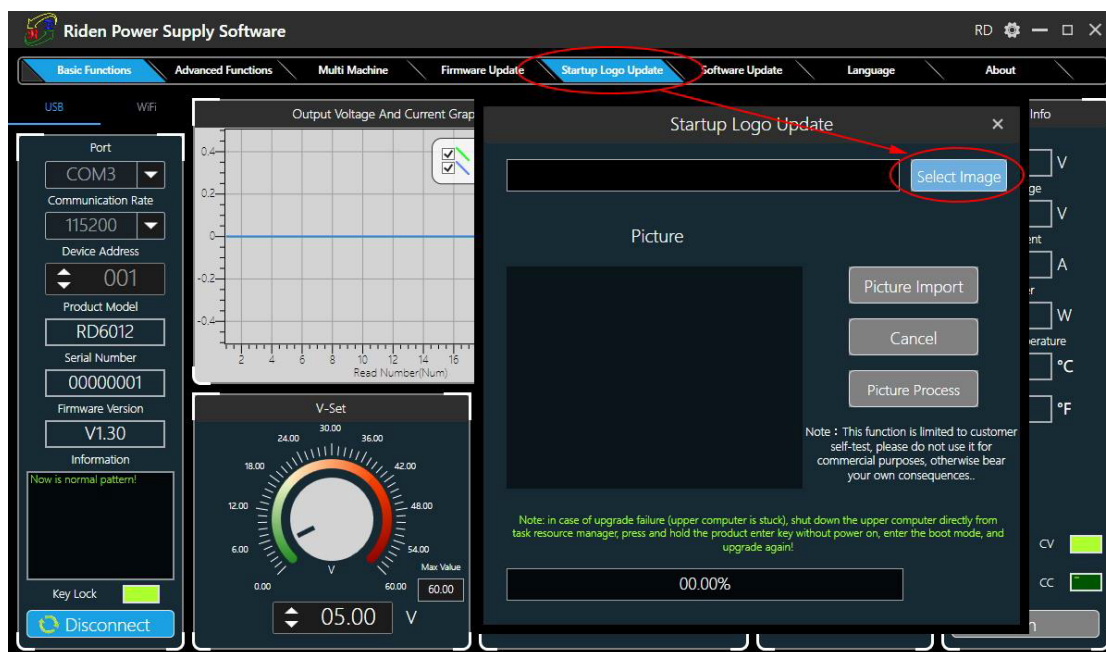 Riden Power Supply Software
RD
Basic Functions
Advanced Functions
Multi Machine
Firmware Update
Startup Logo Update
Software Update
Language
About
USB
WiFi
Port
COM3
Communication Rate
115200
Device Address
001
Product Model
RD6012
Serial Number
00000001
Firmware Version
V1.30
Information
Now is normal pattern!
Key Lock
Disconnect
Output Voltage And Current Grap
0.4
0.2
0
-0.2
-0.4
2 4 6 8 10 12 14 16
Read Number(Num)
V-Set
0.00
6.00
12.00
18.00
24.00
30.00
36.00
42.00
48.00
54.00
60.00
V
Max Value
60.00
05.00 V
Startup Logo Update
Select Image
Picture
Picture Import
Cancel
Picture Process
Note：This function is limited to customer
self-test, please do not use it for
commercial purposes, otherwise bear
your own consequences..
Note: in case of upgrade failure (upper computer is stuck), shut down the upper computer directly from
task resource manager, press and hold the product enter key without power on, enter the boot mode, and
upgrade again!
00.00%
Info
V
ge
V
ent
A
er
W
erature
°C
°F
CV
CC